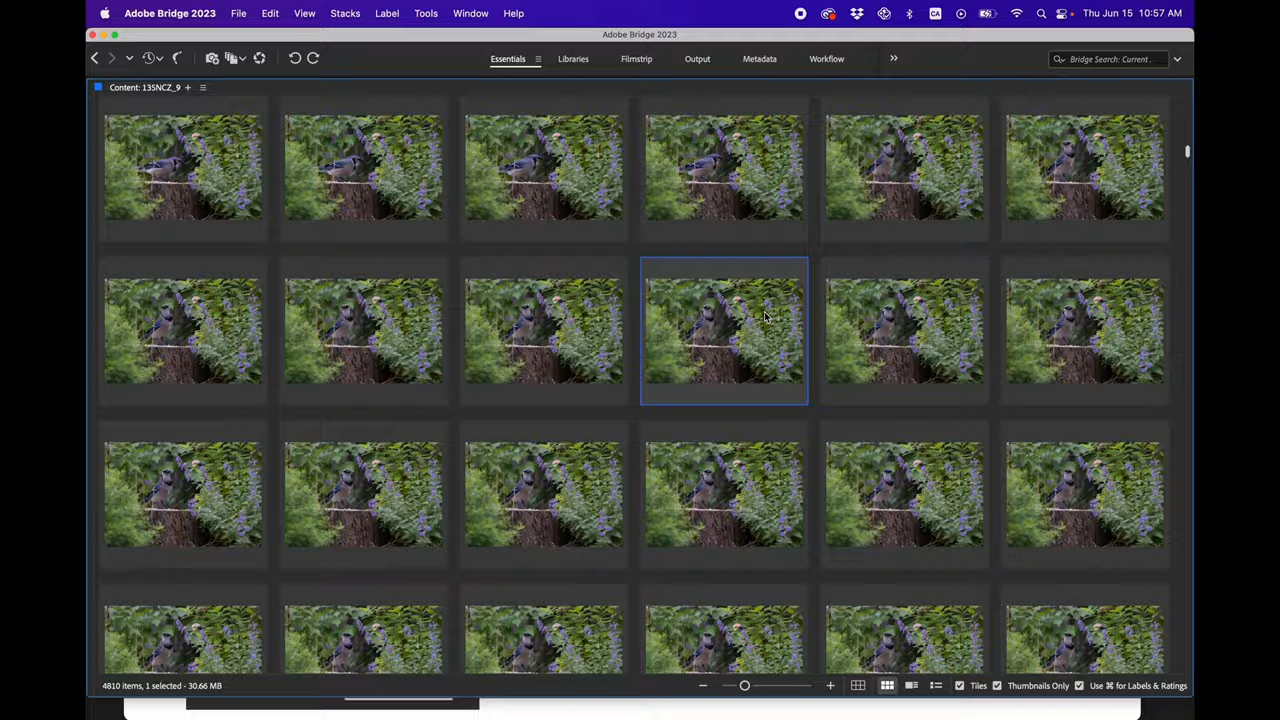 Adobe Bridge 2023 File Edit View Stacks Label Tools Window Help CA Thu Jun 15 10:57 AM
Adobe Bridge 2023
Essentials Libraries Filmstrip Output Metadata Workflow Bridge Search: Current .
Content: 135NCZ_9
4810 items, 1 selected - 30.66 MB Tiles Thumbnails Only Use ⌘ for Labels & Ratings